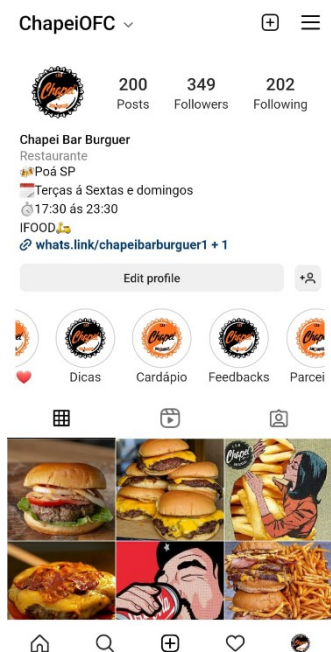 ChapeiOFC
200 349 202
Posts Followers Following
Chapei Bar Burguer
Restaurante
🍻Poá SP
🗓️Terças á Sextas e domingos
⏱️17:30 ás 23:30
IFOOD🛵
whats.link/chapeibarburguer1 + 1
Edit profile
❤️ Dicas Cardápio Feedbacks Parcei
Chapei